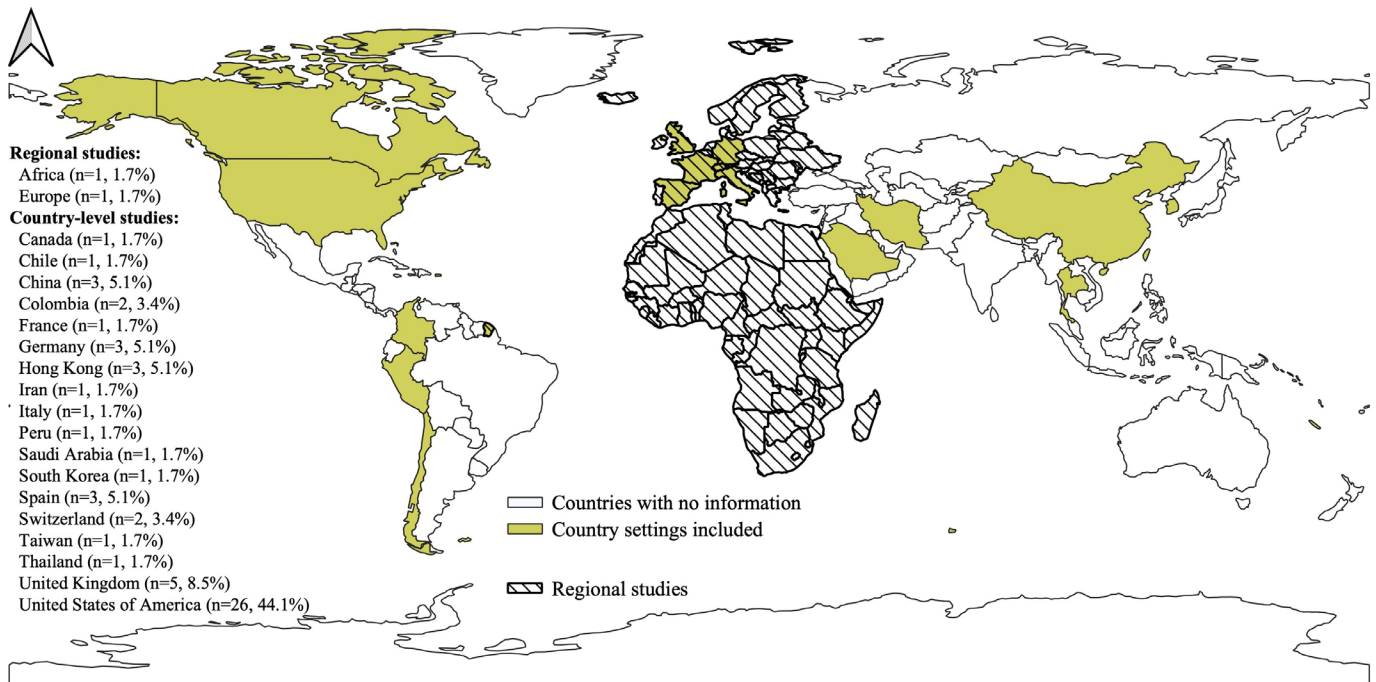 Regional studies:
Africa (n=1, 1.7%)
Europe (n=1, 1.7%)
Country-level studies:
Canada (n=1, 1.7%)
Chile (n=1, 1.7%)
China (n=3, 5.1%)
Colombia (n=2, 3.4%)
France (n=1, 1.7%)
Germany (n=3, 5.1%)
Hong Kong (n=3, 5.1%)
Iran (n=1, 1.7%)
Italy (n=1, 1.7%)
Peru (n=1, 1.7%)
Saudi Arabia (n=1, 1.7%)
South Korea (n=1, 1.7%)
Spain (n=3, 5.1%)
Switzerland (n=2, 3.4%)
Taiwan (n=1, 1.7%)
Thailand (n=1, 1.7%)
United Kingdom (n=5, 8.5%)
United States of America (n=26, 44.1%)
Countries with no information
Country settings included
Regional studies